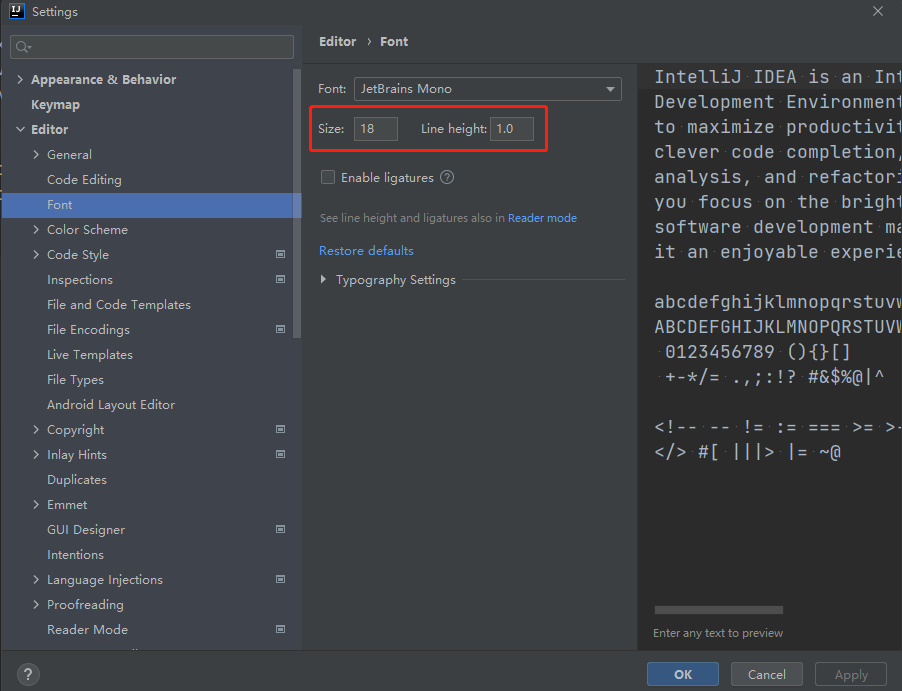 IJ Settings
Editor › Font
Appearance & Behavior
Keymap
Editor
General
Code Editing
Font
Color Scheme
Code Style
Inspections
File and Code Templates
File Encodings
Live Templates
File Types
Android Layout Editor
Copyright
Inlay Hints
Duplicates
Emmet
GUI Designer
Intentions
Language Injections
Proofreading
Reader Mode
Font: JetBrains Mono
Size: 18 Line height: 1.0
Enable ligatures ?
See line height and ligatures also in Reader mode
Restore defaults
Typography Settings
IntelliJ IDEA is an Int
Development Environment
to maximize productivit
clever code completion,
analysis, and refactori
you focus on the bright
software development ma
it an enjoyable experie
abcdefghijklmnopqrstuvw
ABCDEFGHIJKLMNOPQRSTUVW
0123456789 (){}[]
+-*/= .,;:!? #&$%@|^
<!-- -- != := === >= >-
</> #[ |||> |= ~@
Enter any text to preview
?
OK Cancel Apply